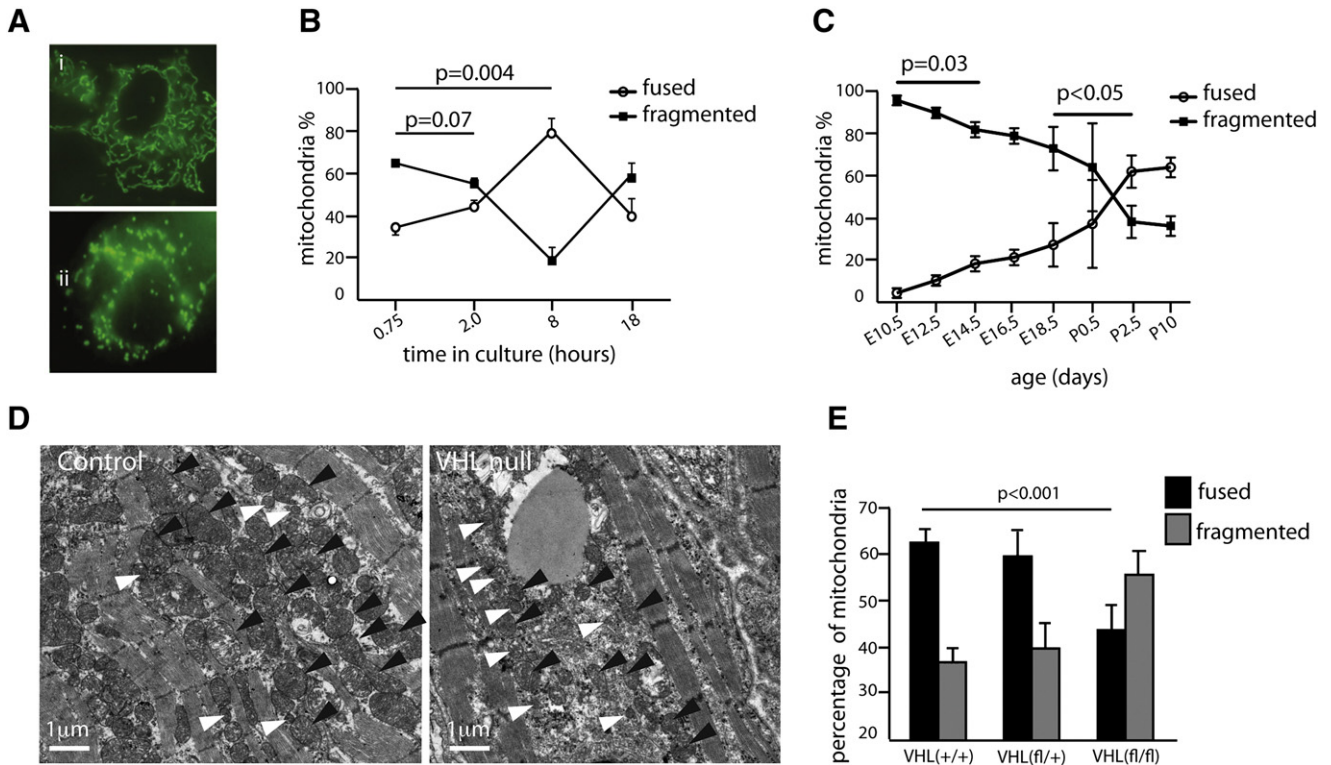 A
i
ii
B
p=0.004
p=0.07
fused
fragmented
100
80
60
40
20
0
mitochondria %
0.75
2.0
8
18
time in culture (hours)
C
p=0.03
p<0.05
fused
fragmented
100
80
60
40
20
0
mitochondria %
E10.5
E12.5
E14.5
E16.5
E18.5
P0.5
P2.5
P10
age (days)
D
Control
1μm
VHL null
1μm
E
p<0.001
fused
fragmented
70
60
50
40
30
20
percentage of mitochondria
VHL(+/+)
VHL(fl/+)
VHL(fl/fl)